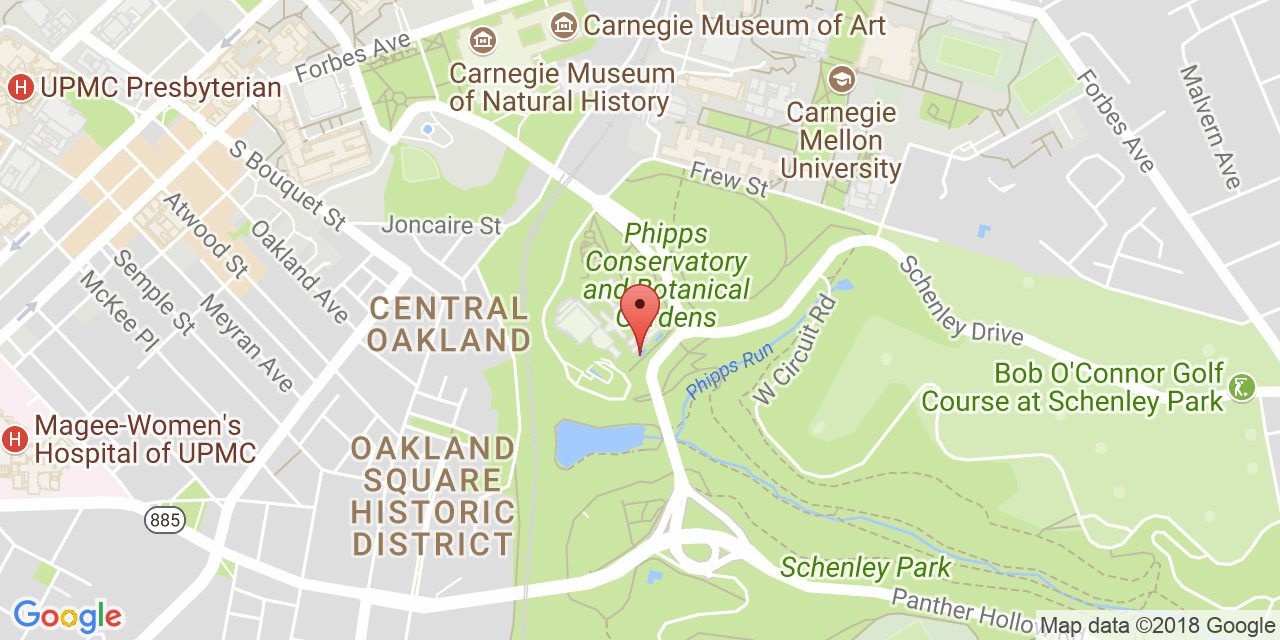 Forbes Ave
Carnegie Museum of Art
UPMC Presbyterian
Carnegie Museum
of Natural History
Carnegie
Mellon
University
Forbes Ave
Malvern Ave
S Bouquet St
Frew St
Joncaire St
Atwood St
Oakland Ave
Semple St
McKee Pl
Meyran Ave
CENTRAL
OAKLAND
Phipps
Conservatory
and Botanical
Gardens
Schenley Drive
W Circuit Rd
Phipps Run
Bob O'Connor Golf
Course at Schenley Park
Magee-Women's
Hospital of UPMC
OAKLAND
SQUARE
HISTORIC
DISTRICT
885
Schenley Park
Panther Hollow
Google
Map data ©2018 Google